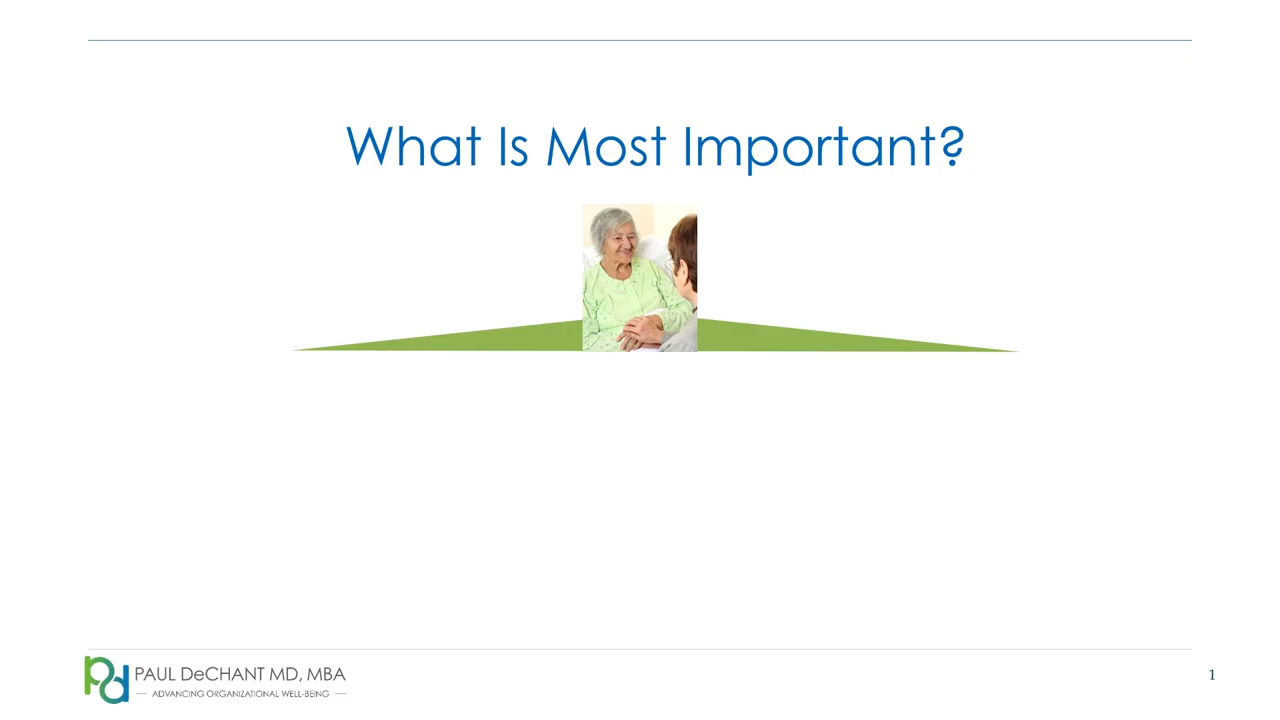 What Is Most Important?
PAUL DeCHANT MD, MBA
ADVANCING ORGANIZATIONAL WELL-BEING
1